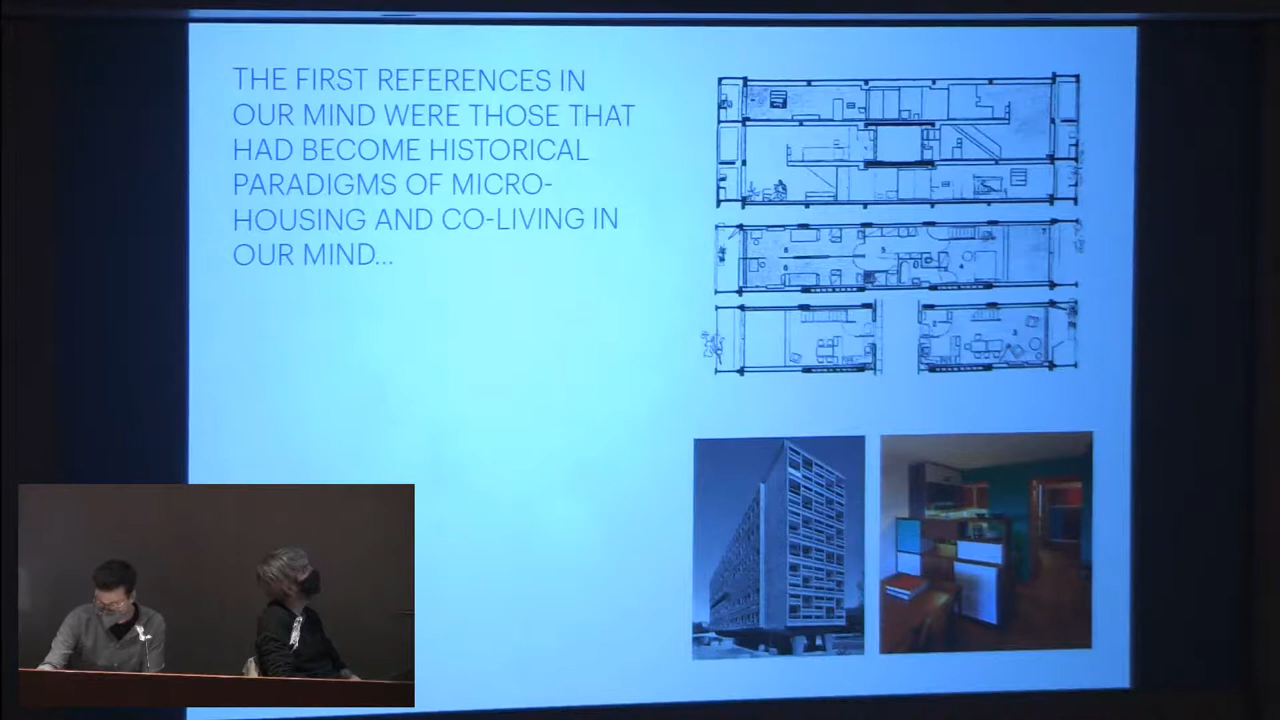 THE FIRST REFERENCES IN
OUR MIND WERE THOSE THAT
HAD BECOME HISTORICAL
PARADIGMS OF MICRO-
HOUSING AND CO-LIVING IN
OUR MIND...